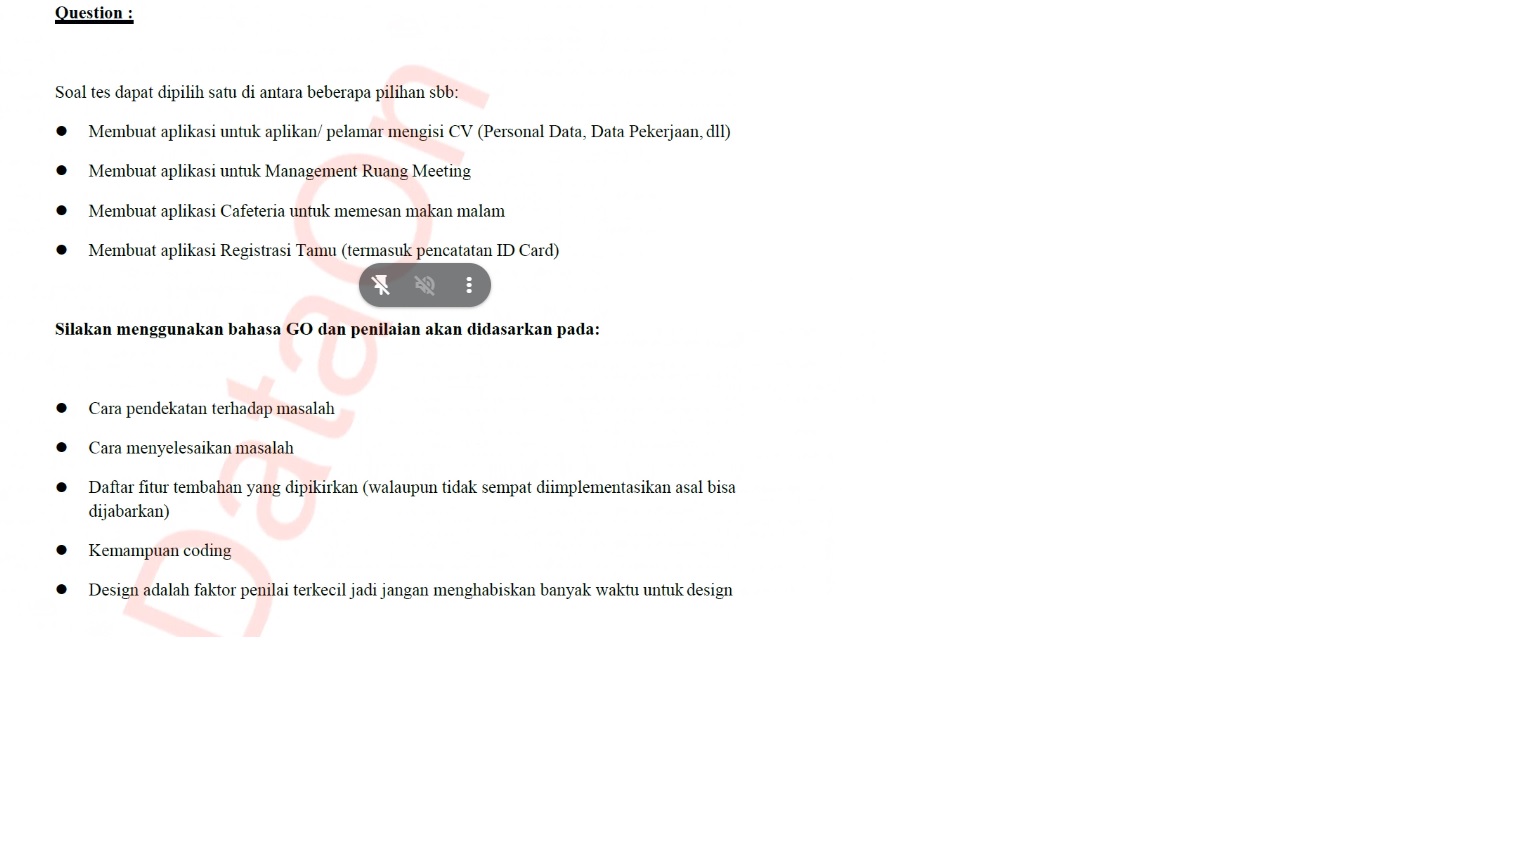 Question :
Soal tes dapat dipilih satu di antara beberapa pilihan sbb:
● Membuat aplikasi untuk aplikan/ pelamar mengisi CV (Personal Data, Data Pekerjaan, dll)
● Membuat aplikasi untuk Management Ruang Meeting
● Membuat aplikasi Cafeteria untuk memesan makan malam
● Membuat aplikasi Registrasi Tamu (termasuk pencatatan ID Card)
Silakan menggunakan bahasa GO dan penilaian akan didasarkan pada:
● Cara pendekatan terhadap masalah
● Cara menyelesaikan masalah
● Daftar fitur tembahan yang dipikirkan (walaupun tidak sempat diimplementasikan asal bisa
dijabarkan)
● Kemampuan coding
● Design adalah faktor penilai terkecil jadi jangan menghabiskan banyak waktu untuk design
DataOn